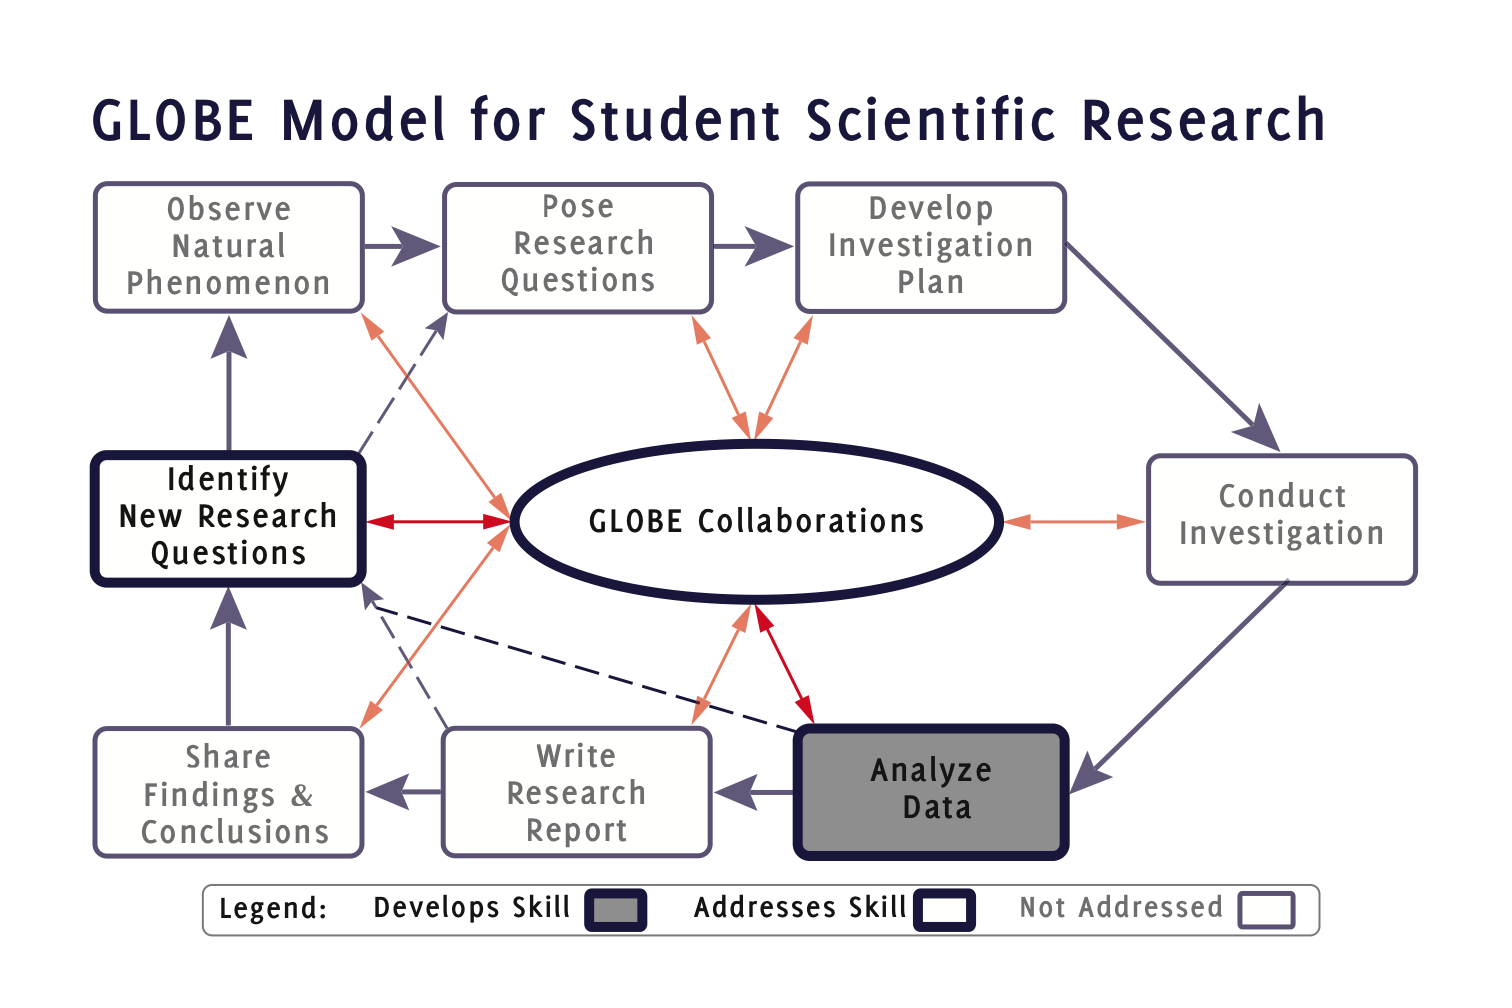 GLOBE Model for Student Scientific Research
Observe
Natural
Phenomenon
Pose
Research
Questions
Develop
Investigation
Plan
Identify
New Research
Questions
GLOBE Collaborations
Conduct
Investigation
Share
Findings &
Conclusions
Write
Research
Report
Analyze
Data
Legend: Develops Skill Addresses Skill Not Addressed